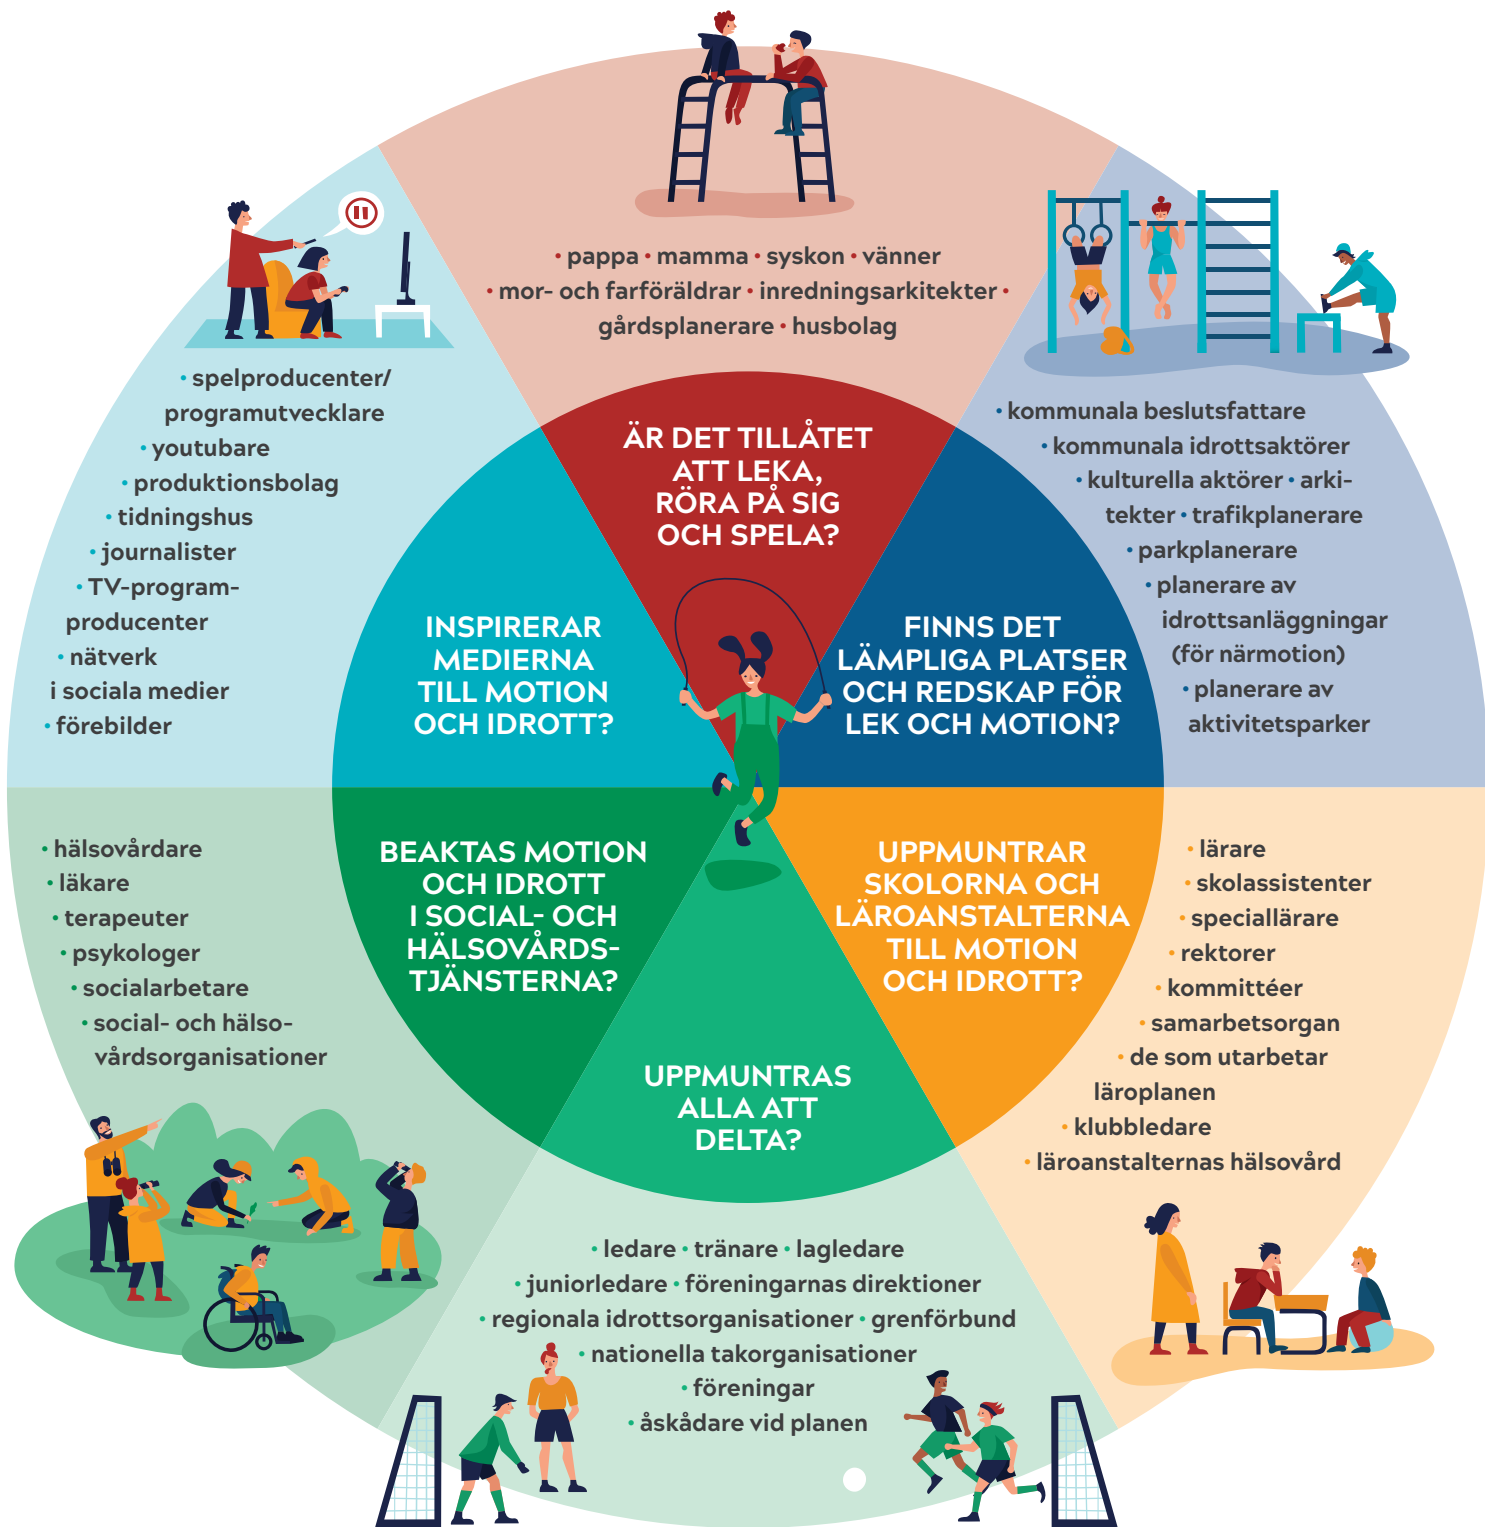 • pappa • mamma • syskon • vänner
• mor- och farföräldrar • inredningsarkitekter •
gårdsplanerare • husbolag
ÄR DET TILLÅTET
ATT LEKA,
RÖRA PÅ SIG
OCH SPELA?
• kommunala beslutsfattare
• kommunala idrottsaktörer
• kulturella aktörer • arki-
tekter • trafikplanerare
• parkplanerare
• planerare av
idrottsanläggningar
(för närmotion)
• planerare av
aktivitetsparker
FINNS DET
LÄMPLIGA PLATSER
OCH REDSKAP FÖR
LEK OCH MOTION?
UPPMUNTRAR
SKOLORNA OCH
LÄROANSTALTERNA
TILL MOTION
OCH IDROTT?
• lärare
• skolassistenter
• speciallärare
• rektorer
• kommittéer
• samarbetsorgan
• de som utarbetar
läroplanen
• klubbledare
• läroanstalternas hälsovård
UPPMUNTRAS
ALLA ATT
DELTA?
• ledare • tränare • lagledare
• juniorledare • föreningarnas direktioner
• regionala idrottsorganisationer • grenförbund
• nationella takorganisationer
• föreningar
• åskådare vid planen
BEAKTAS MOTION
OCH IDROTT
I SOCIAL- OCH
HÄLSOVÅRDS-
TJÄNSTERNA?
• hälsovårdare
• läkare
• terapeuter
• psykologer
• socialarbetare
• social- och hälso-
vårdsorganisationer
INSPIRERAR
MEDIERNA
TILL MOTION
OCH IDROTT?
• spelproducenter/
programutvecklare
• youtubare
• produktionsbolag
• tidningshus
• journalister
• TV-program-
producenter
• nätverk
i sociala medier
• förebilder